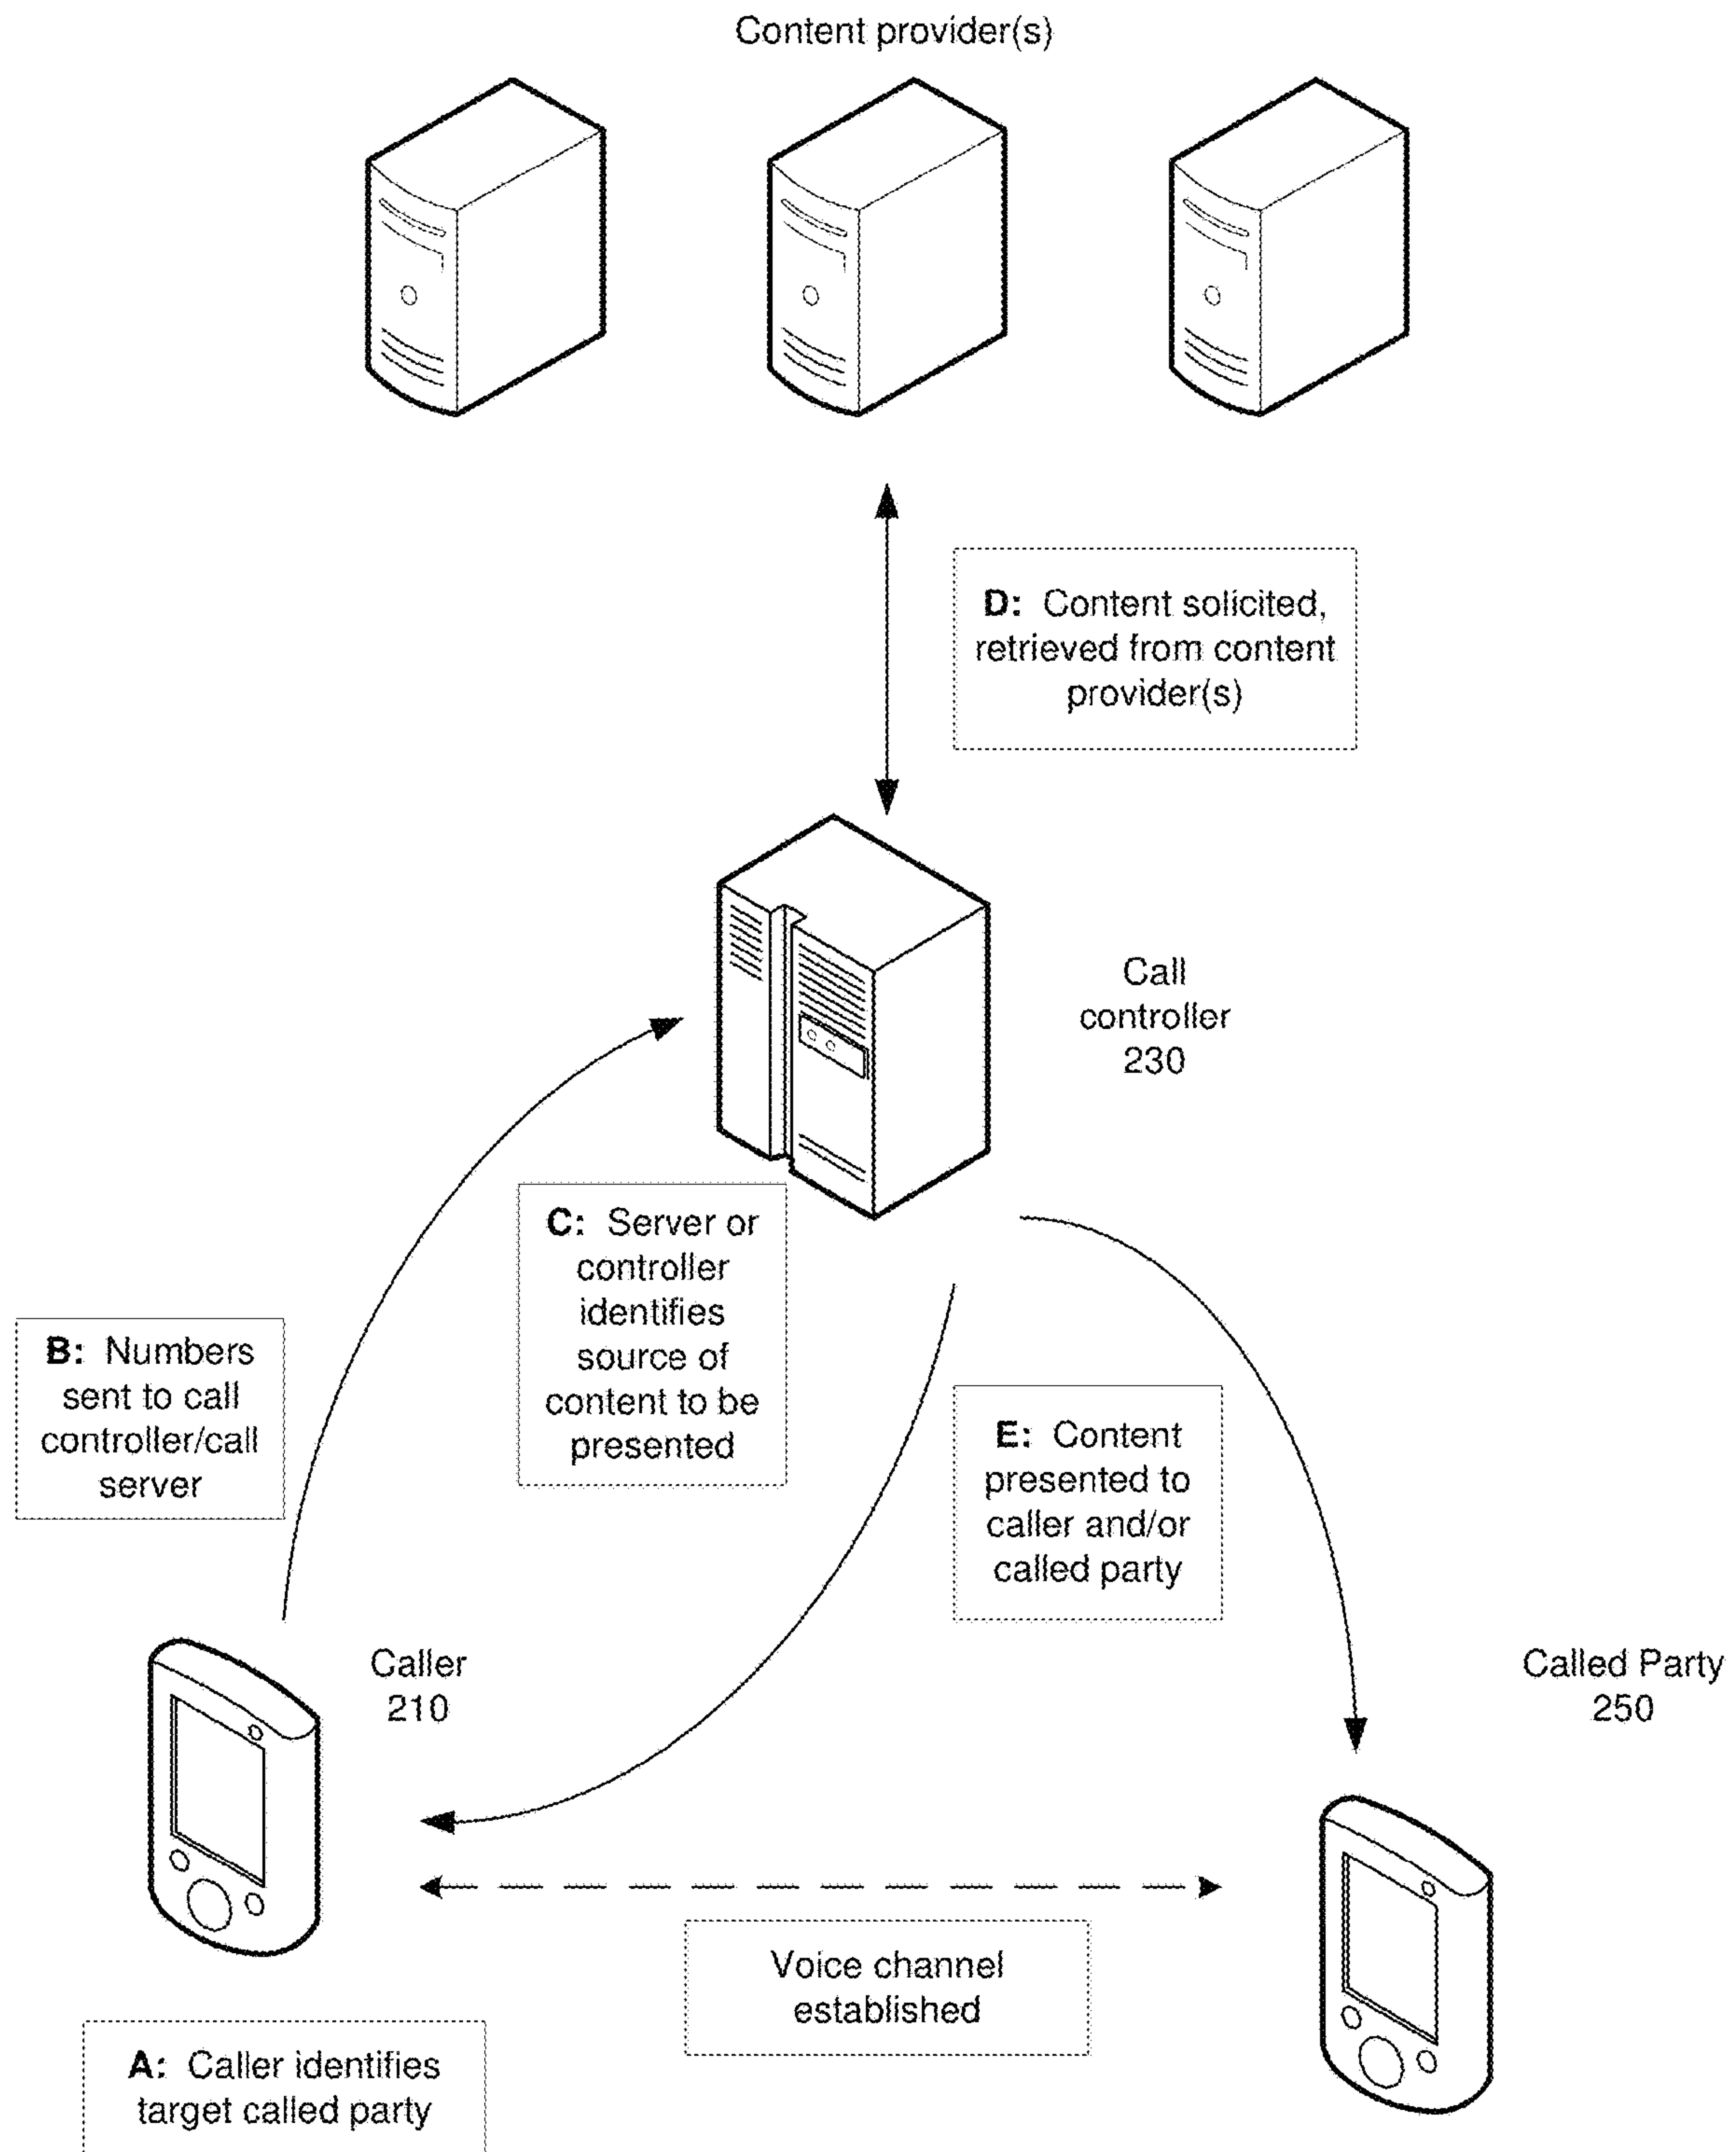 Content provider(s)
D: Content solicited,
retrieved from content
provider(s)
Call
controller
230
C: Server or
controller
identifies
source of
content to be
presented
B: Numbers
sent to call
controller/call
server
E: Content
presented to
caller and/or
called party
Caller
210
Called Party
250
Voice channel
established
A: Caller identifies
target called party